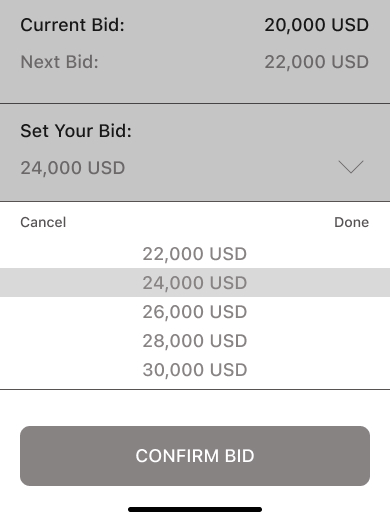 Current Bid: 20,000 USD
Next Bid: 22,000 USD
Set Your Bid:
24,000 USD
Cancel Done
22,000 USD
24,000 USD
26,000 USD
28,000 USD
30,000 USD
CONFIRM BID